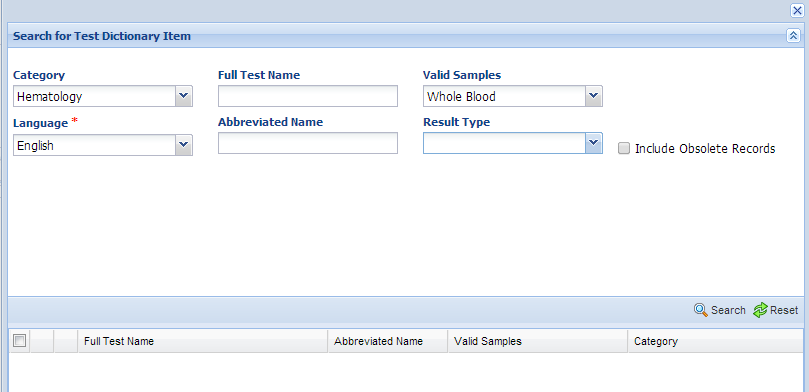 Search for Test Dictionary Item
Category Full Test Name Valid Samples
Hematology Whole Blood
Language * Abbreviated Name Result Type
English Include Obsolete Records
Search Reset
Full Test Name Abbreviated Name Valid Samples Category